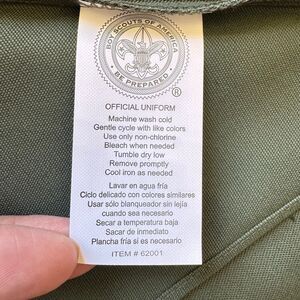 BOY SCOUTS OF AMERICA
BE PREPARED
®
OFFICIAL UNIFORM
Machine wash cold
Gentle cycle with like colors
Use only non-chlorine
Bleach when needed
Tumble dry low
Remove promptly
Cool iron as needed
Lavar en agua fría
Ciclo delicado con colores similares
Usar sólo blanqueador sin lejía
cuando sea necesario
Secar a temperatura baja
Sacar de inmediato
Plancha fría si es necesario
ITEM # 62001